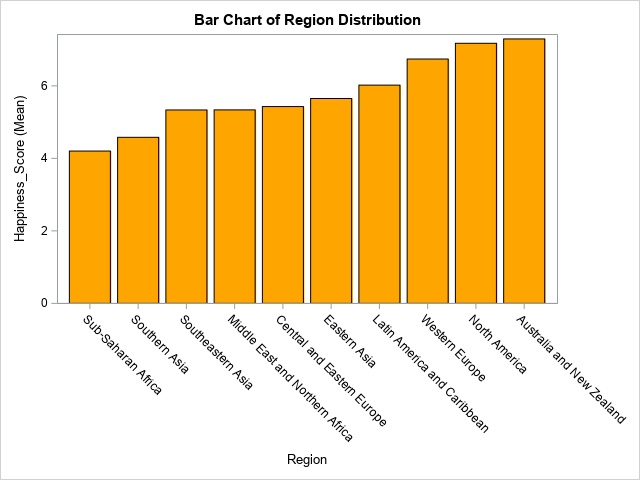 Bar Chart of Region Distribution
Happiness_Score (Mean)
6
4
2
0
Sub-Saharan Africa
Southern Asia
Southeastern Asia
Middle East and Northern Africa
Central and Eastern Europe
Eastern Asia
Latin America and Caribbean
Western Europe
North America
Australia and New Zealand
Region